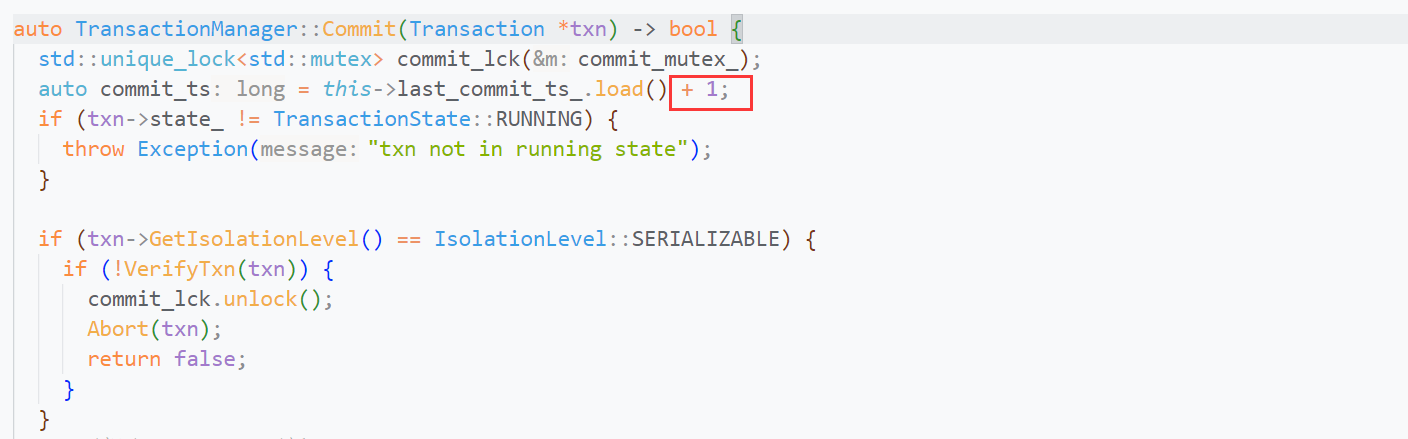 auto TransactionManager::Commit(Transaction *txn) -> bool {
std::unique_lock<std::mutex> commit_lck(&m: commit_mutex_);
auto commit_ts: long = this->last_commit_ts_.load() + 1;
if (txn->state_ != TransactionState::RUNNING) {
throw Exception(message: "txn not in running state");
}
if (txn->GetIsolationLevel() == IsolationLevel::SERIALIZABLE) {
if (!VerifyTxn(txn)) {
commit_lck.unlock();
Abort(txn);
return false;
}
}